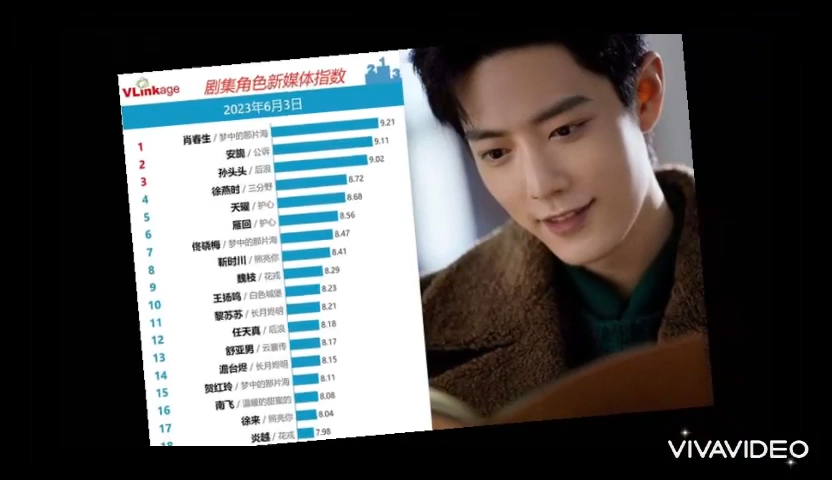 VLinkage
剧集角色新媒体指数
2 1 3
2023年6月3日
1 肖春生 / 梦中的那片海 9.21
2 安旎 / 公诉 9.11
3 孙头头 / 后浪 9.02
4 徐燕时 / 三分野 8.72
5 天曜 / 护心 8.68
6 雁回 / 护心 8.56
7 佟晓梅 / 梦中的那片海 8.47
8 靳时川 / 照亮你 8.41
9 魏枝 / 花戎 8.29
10 王扬鸣 / 白色城堡 8.23
11 黎苏苏 / 长月烬明 8.21
12 任天真 / 后浪 8.18
13 舒亚男 / 云襄传 8.17
14 澹台烬 / 长月烬明 8.15
15 贺红玲 / 梦中的那片海 8.11
16 南飞 / 温暖的甜蜜的 8.08
17 徐来 / 照亮你 8.04
18 炎越 / 花戎 7.98
VIVAVIDEO